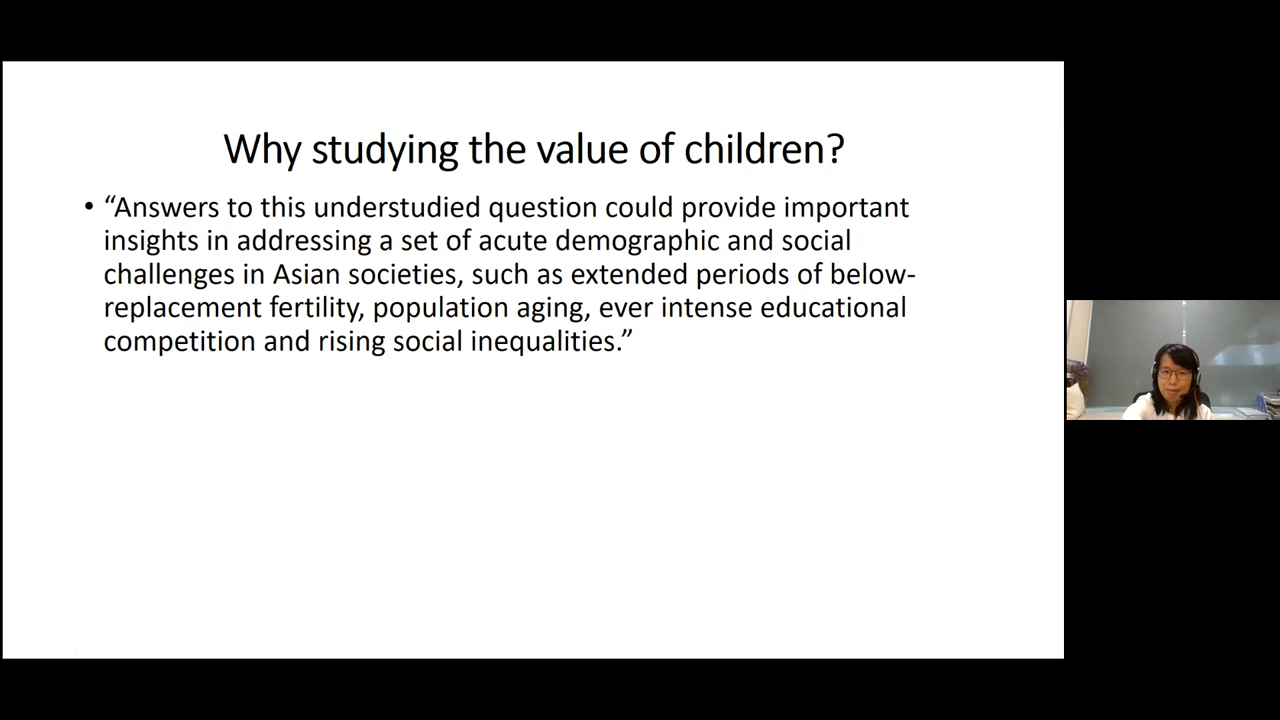 Why studying the value of children?
• “Answers to this understudied question could provide important
insights in addressing a set of acute demographic and social
challenges in Asian societies, such as extended periods of below-
replacement fertility, population aging, ever intense educational
competition and rising social inequalities.”